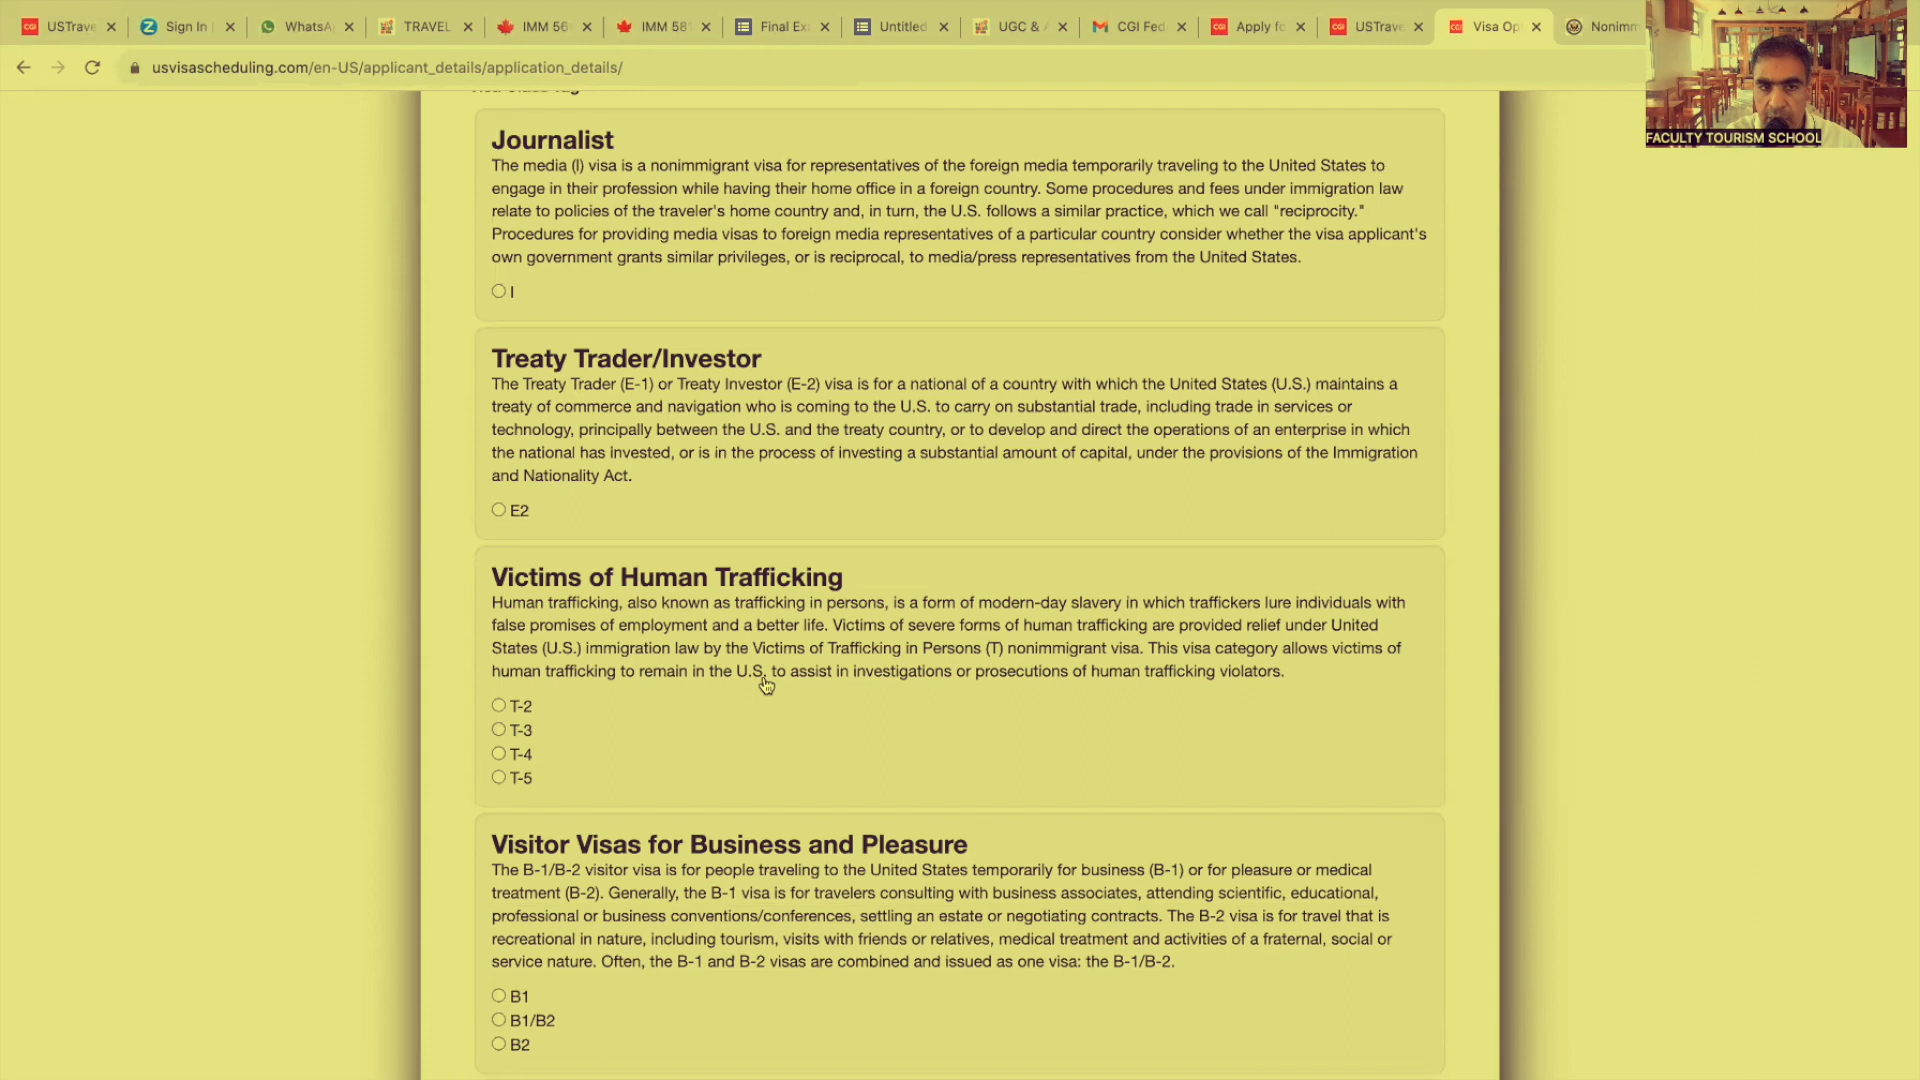 USTrave
Sign In
WhatsA
TRAVEL
IMM 56
IMM 581
Final Ex
Untitled
UGC & A
CGI Fed
Apply fo
USTrave
Visa Op
Nonimm
usvisascheduling.com/en-US/applicant_details/application_details/
FACULTY TOURISM SCHOOL
Journalist
The media (I) visa is a nonimmigrant visa for representatives of the foreign media temporarily traveling to the United States to
engage in their profession while having their home office in a foreign country. Some procedures and fees under immigration law
relate to policies of the traveler's home country and, in turn, the U.S. follows a similar practice, which we call "reciprocity."
Procedures for providing media visas to foreign media representatives of a particular country consider whether the visa applicant's
own government grants similar privileges, or is reciprocal, to media/press representatives from the United States.
I
Treaty Trader/Investor
The Treaty Trader (E-1) or Treaty Investor (E-2) visa is for a national of a country with which the United States (U.S.) maintains a
treaty of commerce and navigation who is coming to the U.S. to carry on substantial trade, including trade in services or
technology, principally between the U.S. and the treaty country, or to develop and direct the operations of an enterprise in which
the national has invested, or is in the process of investing a substantial amount of capital, under the provisions of the Immigration
and Nationality Act.
E2
Victims of Human Trafficking
Human trafficking, also known as trafficking in persons, is a form of modern-day slavery in which traffickers lure individuals with
false promises of employment and a better life. Victims of severe forms of human trafficking are provided relief under United
States (U.S.) immigration law by the Victims of Trafficking in Persons (T) nonimmigrant visa. This visa category allows victims of
human trafficking to remain in the U.S. to assist in investigations or prosecutions of human trafficking violators.
T-2
T-3
T-4
T-5
Visitor Visas for Business and Pleasure
The B-1/B-2 visitor visa is for people traveling to the United States temporarily for business (B-1) or for pleasure or medical
treatment (B-2). Generally, the B-1 visa is for travelers consulting with business associates, attending scientific, educational,
professional or business conventions/conferences, settling an estate or negotiating contracts. The B-2 visa is for travel that is
recreational in nature, including tourism, visits with friends or relatives, medical treatment and activities of a fraternal, social or
service nature. Often, the B-1 and B-2 visas are combined and issued as one visa: the B-1/B-2.
B1
B1/B2
B2